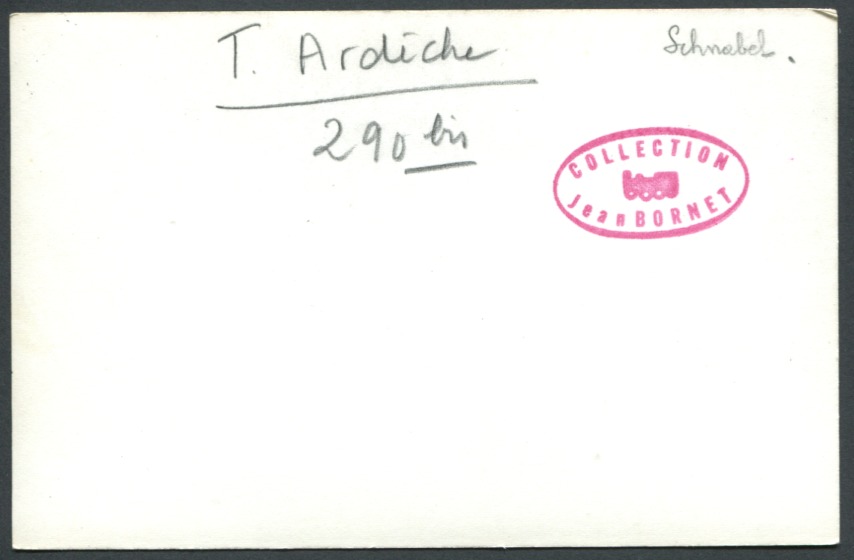 T. Ardèche
Schnabel.
290 bis
COLLECTION
Jean BORNET